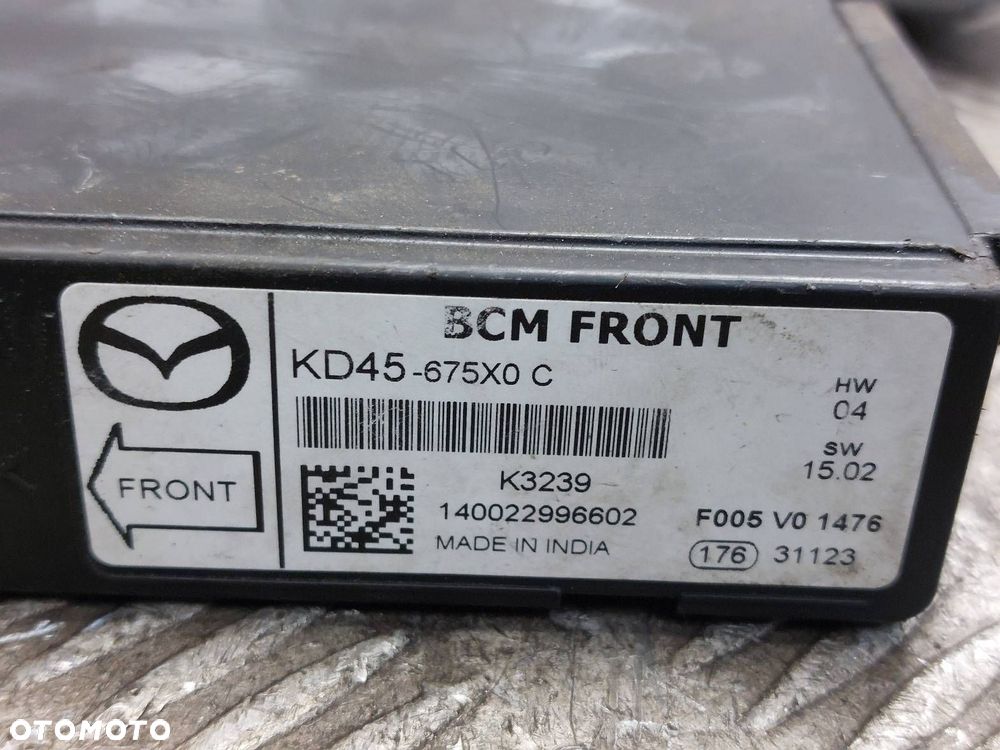 BCM FRONT
KD45-675X0 C
HW
04
SW
15.02
FRONT
K3239
140022996602
MADE IN INDIA
F005 V0 1476
176 31123
OTOMOTO